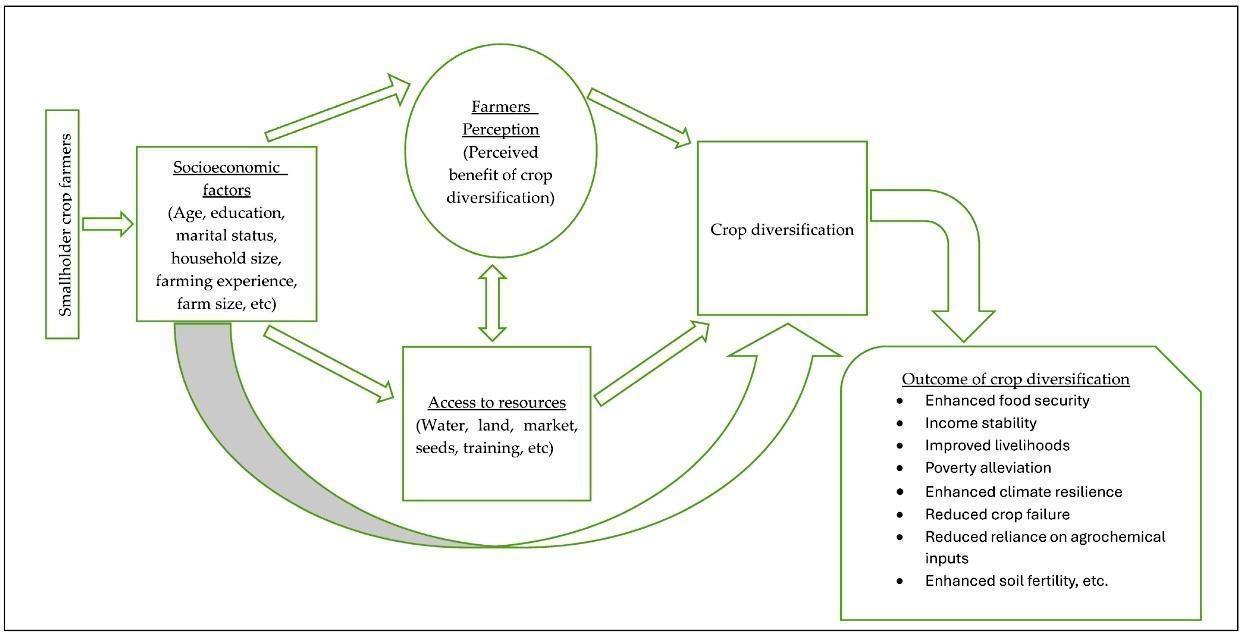 Smallholder crop farmers
Socioeconomic
factors
(Age, education,
marital status,
household size,
farming experience,
farm size, etc)
Farmers
Perception
(Perceived
benefit of crop
diversification)
Access to resources
(Water, land, market,
seeds, training, etc)
Crop diversification
Outcome of crop diversification
• Enhanced food security
• Income stability
• Improved livelihoods
• Poverty alleviation
• Enhanced climate resilience
• Reduced crop failure
• Reduced reliance on agrochemical
inputs
• Enhanced soil fertility, etc.